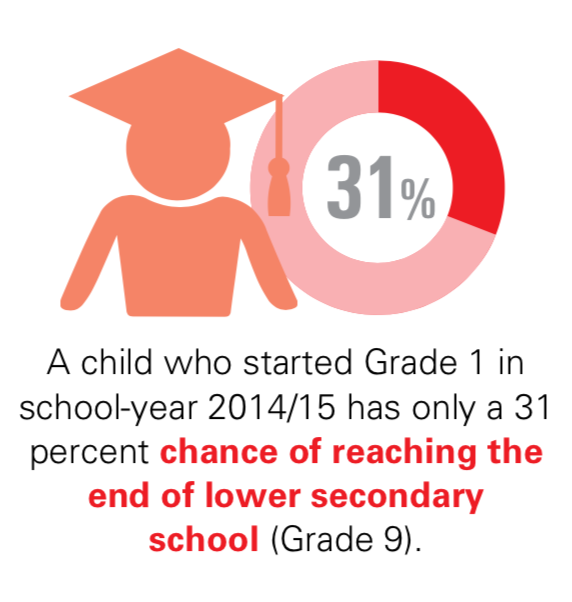 31%
A child who started Grade 1 in
school-year 2014/15 has only a 31
percent chance of reaching the
end of lower secondary
school (Grade 9).